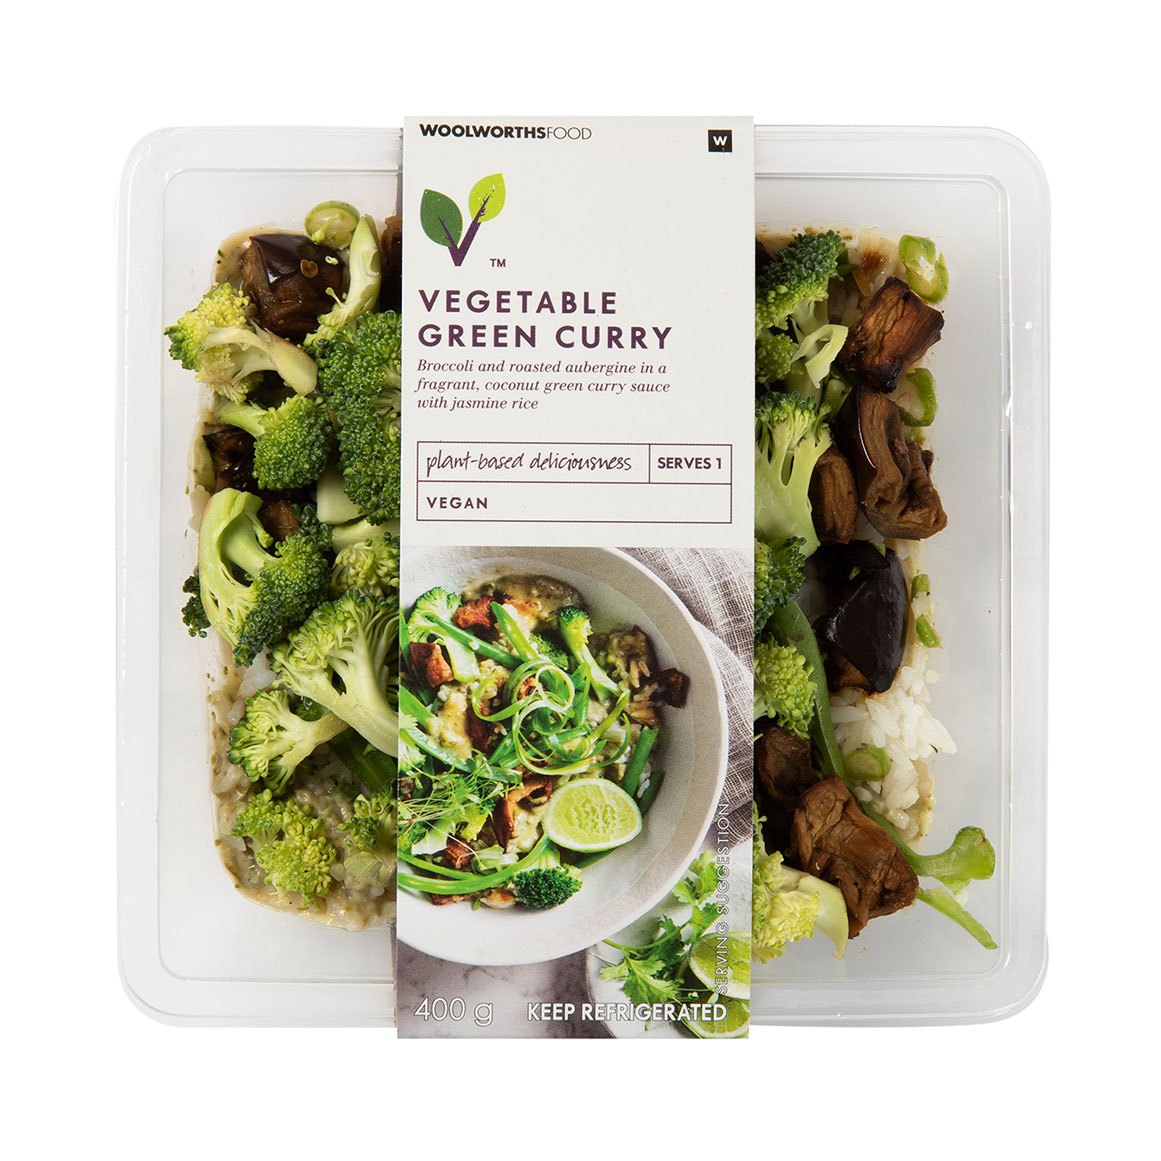 WOOLWORTHSFOOD
W
TM
VEGETABLE
GREEN CURRY
Broccoli and roasted aubergine in a
fragrant, coconut green curry sauce
with jasmine rice
plant-based deliciousness
SERVES 1
VEGAN
SERVING SUGGESTION
400 g
KEEP REFRIGERATED